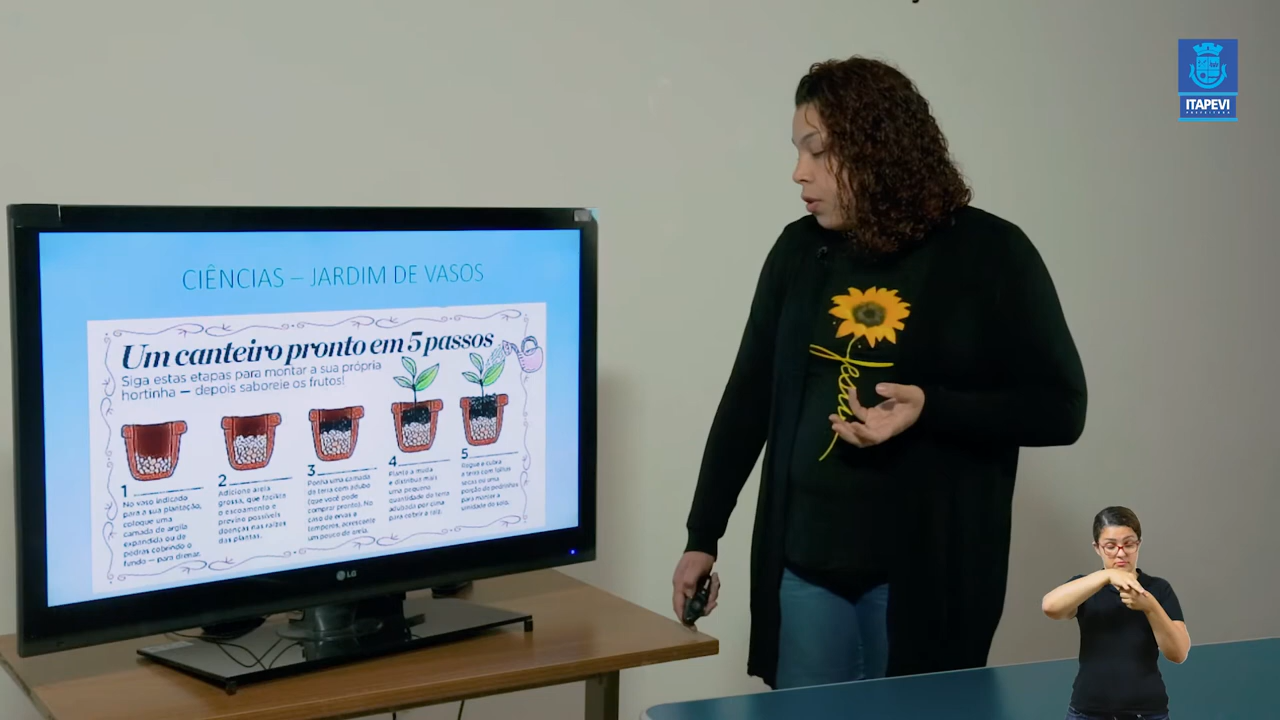 ITAPEVI
PREFEITURA
CIÊNCIAS – JARDIM DE VASOS
Um canteiro pronto em 5 passos
Siga estas etapas para montar a sua própria
hortinha — depois saboreie os frutos!
1
No vaso indicado
para a sua plantação,
coloque uma
camada de argila
expandida ou de
pedras cobrindo o
fundo — para drenar.
2
Adicione areia
grossa, que facilita
o escoamento e
previne possíveis
doenças nas raízes
das plantas.
3
Ponha uma camada
de terra com adubo
(que você pode
comprar pronto). No
caso de ervas e
temperos, acrescente
um pouco de areia.
4
Plante a muda
e distribua mais
uma pequena
quantidade de terra
adubada por cima
para cobrir a raiz.
5
Regue e cubra
a terra com folhas
secas ou uma
porção de pedrinhas
para manter a
umidade do solo.
LG
Jesus